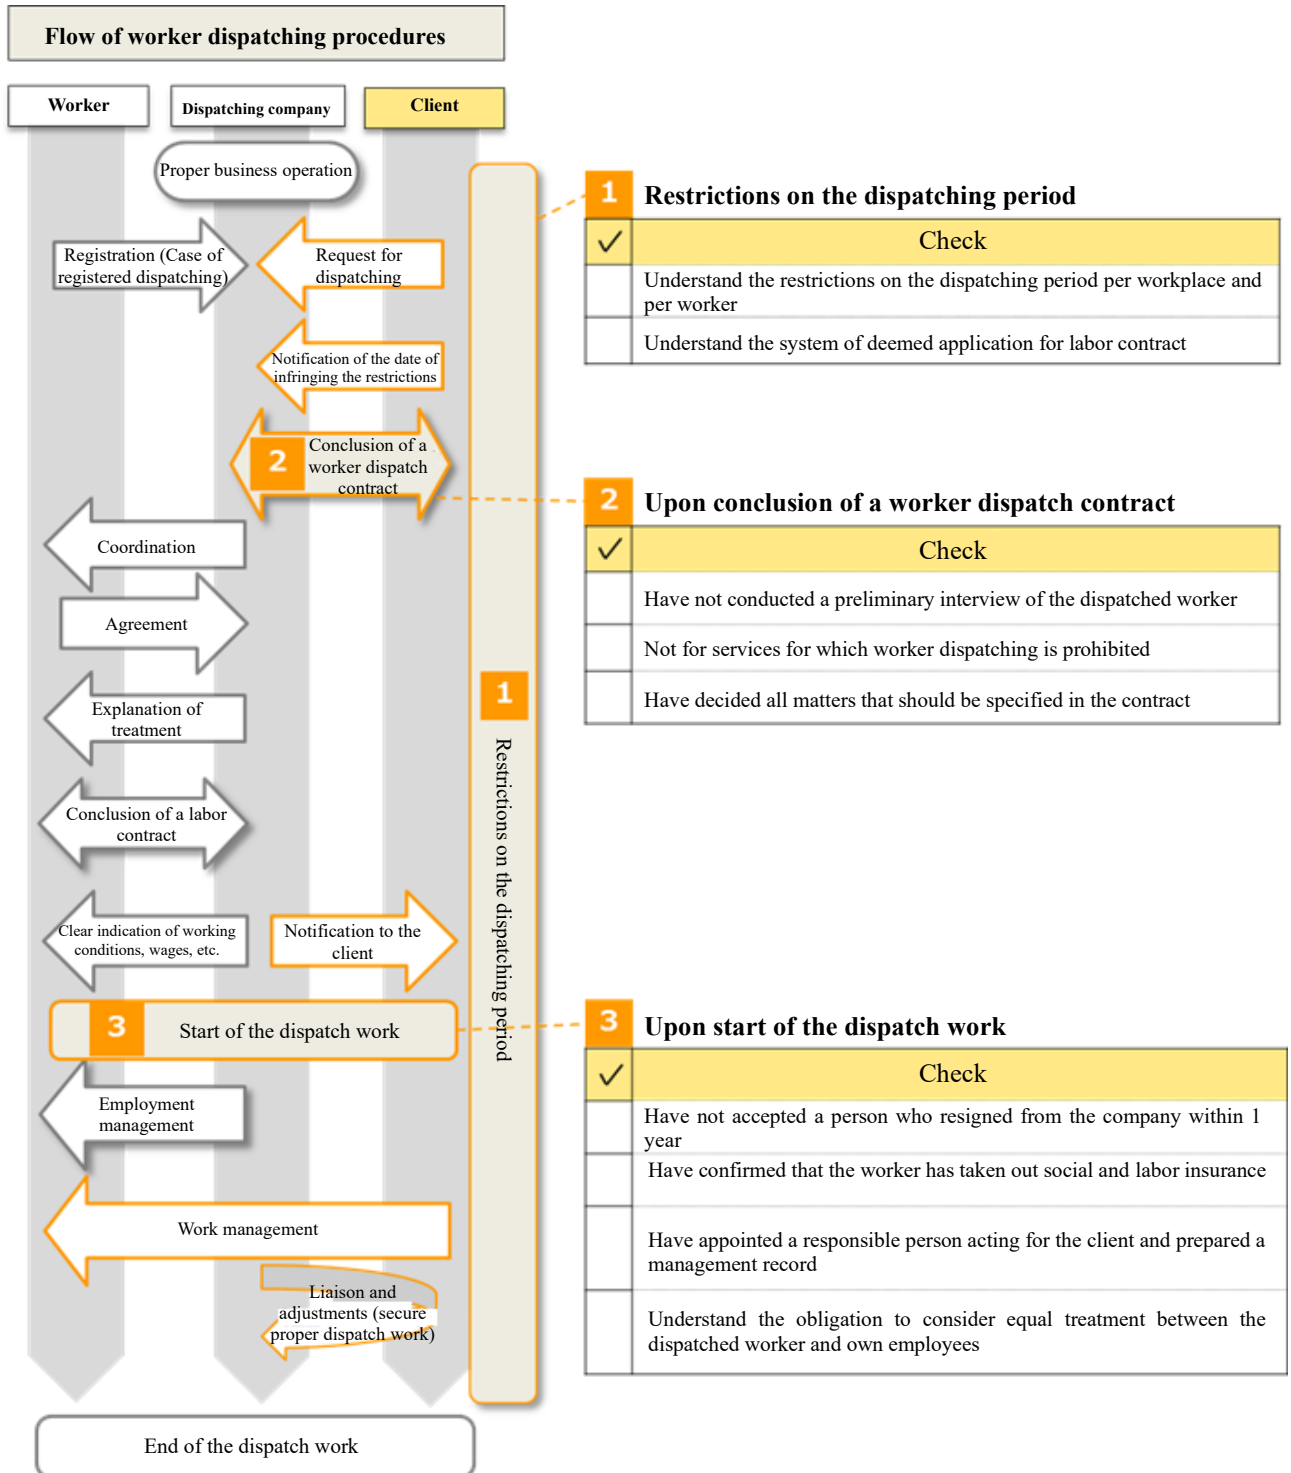 Flow of worker dispatching procedures
Worker
Dispatching company
Client
Proper business operation
Registration (Case of
registered dispatching)
Request for
dispatching
Notification of the date of
infringing the restrictions
2
Conclusion of a
worker dispatch
contract
Coordination
Agreement
Explanation of
treatment
Conclusion of a labor
contract
Clear indication of working
conditions, wages, etc.
Notification to the
client
3
Start of the dispatch work
Employment
management
Work management
Liaison and
adjustments (secure
proper dispatch work)
End of the dispatch work
1
Restrictions on the dispatching period
1
Restrictions on the dispatching period
✓
Check
Understand the restrictions on the dispatching period per workplace and
per worker
Understand the system of deemed application for labor contract
2
Upon conclusion of a worker dispatch contract
✓
Check
Have not conducted a preliminary interview of the dispatched worker
Not for services for which worker dispatching is prohibited
Have decided all matters that should be specified in the contract
3
Upon start of the dispatch work
✓
Check
Have not accepted a person who resigned from the company within 1
year
Have confirmed that the worker has taken out social and labor insurance
Have appointed a responsible person acting for the client and prepared a
management record
Understand the obligation to consider equal treatment between the
dispatched worker and own employees